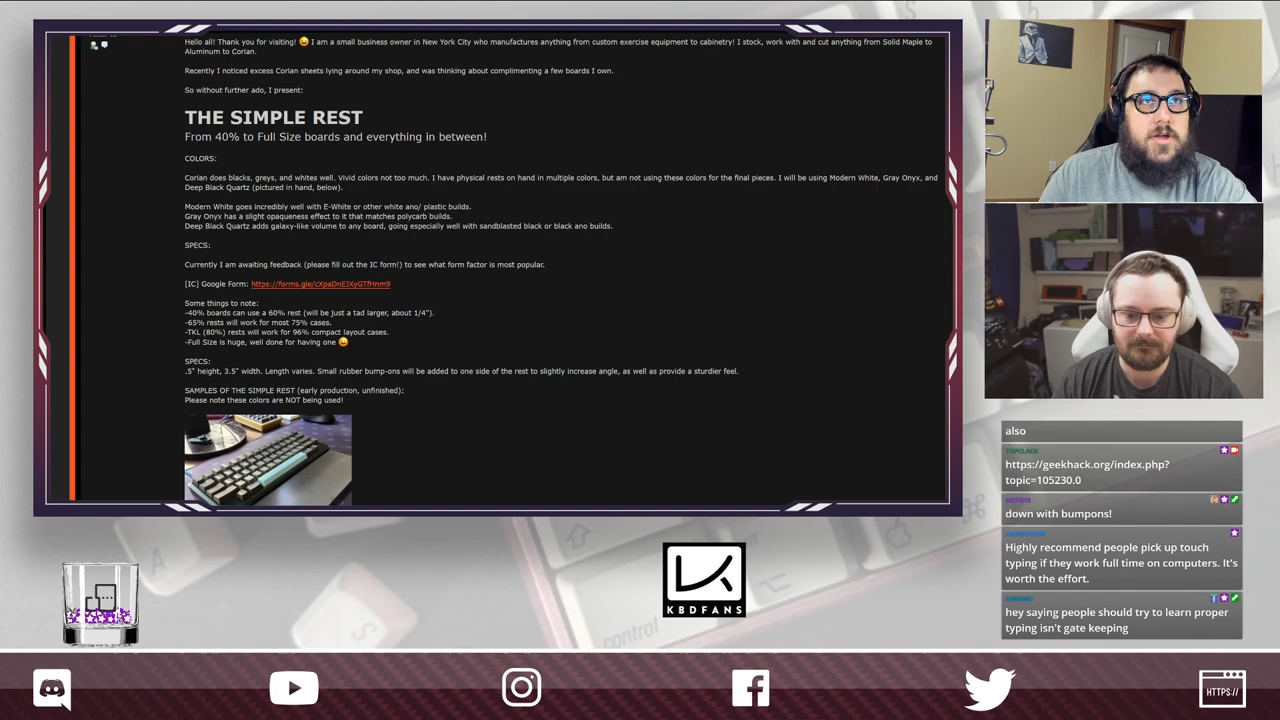 Hello all! Thank you for visiting! I am a small business owner in New York City who manufactures anything from custom exercise equipment to cabinetry! I stock, work with and cut anything from Solid Maple to
Aluminum to Corian.
Recently I noticed excess Corian sheets lying around my shop, and was thinking about complimenting a few boards I own.
So without further ado, I present:
THE SIMPLE REST
From 40% to Full Size boards and everything in between!
COLORS:
Corian does blacks, greys, and whites well. Vivid colors not too much. I have physical rests on hand in multiple colors, but am not using these colors for the final pieces. I will be using Modern White, Gray Onyx, and
Deep Black Quartz (pictured in hand, below).
Modern White goes incredibly well with E-White or other white ano/ plastic builds.
Gray Onyx has a slight opaqueness effect to it that matches polycarb builds.
Deep Black Quartz adds galaxy-like volume to any board, going especially well with sandblasted black or black ano builds.
SPECS:
Currently I am awaiting feedback (please fill out the IC form!) to see what form factor is most popular.
[IC] Google Form: https://forms.gle/cXpaDnEJXyGTfHnm9
Some things to note:
-40% boards can use a 60% rest (will be just a tad larger, about 1/4").
-65% rests will work for most 75% cases.
-TKL (80%) rests will work for 96% compact layout cases.
-Full Size is huge, well done for having one
SPECS:
.5" height, 3.5" width. Length varies. Small rubber bump-ons will be added to one side of the rest to slightly increase angle, as well as provide a sturdier feel.
SAMPLES OF THE SIMPLE REST (early production, unfinished):
Please note these colors are NOT being used!
also
TOPCLACK
https://geekhack.org/index.php?
topic=105230.0
down with bumpons!
Highly recommend people pick up touch
typing if they work full time on computers. It's
worth the effort.
hey saying people should try to learn proper
typing isn't gate keeping
KBDFANS
control
HTTP://